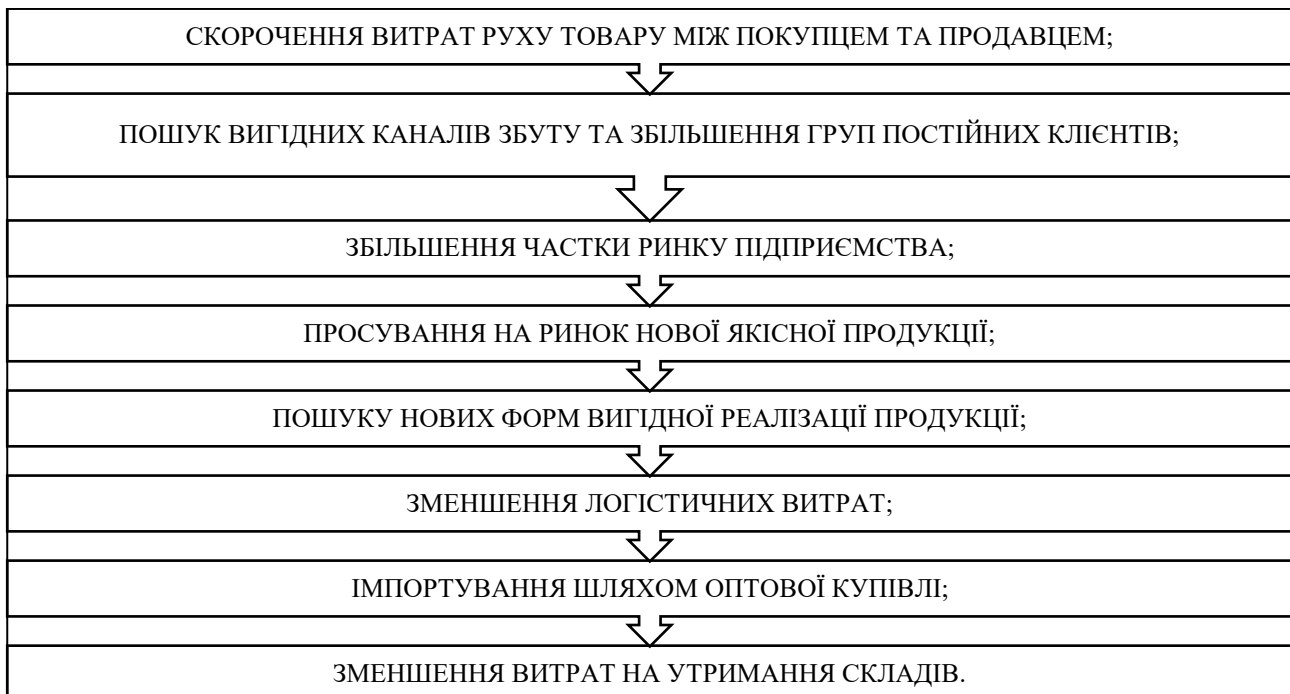 СКОРОЧЕННЯ ВИТРАТ РУХУ ТОВАРУ МІЖ ПОКУПЦЕМ ТА ПРОДАВЦЕМ;
ПОШУК ВИГІДНИХ КАНАЛІВ ЗБУТУ ТА ЗБІЛЬШЕННЯ ГРУП ПОСТІЙНИХ КЛІЄНТІВ;
ЗБІЛЬШЕННЯ ЧАСТКИ РИНКУ ПІДПРИЄМСТВА;
ПРОСУВАННЯ НА РИНОК НОВОЇ ЯКІСНОЇ ПРОДУКЦІЇ;
ПОШУКУ НОВИХ ФОРМ ВИГІДНОЇ РЕАЛІЗАЦІЇ ПРОДУКЦІЇ;
ЗМЕНШЕННЯ ЛОГІСТИЧНИХ ВИТРАТ;
ІМПОРТУВАННЯ ШЛЯХОМ ОПТОВОЇ КУПІВЛІ;
ЗМЕНШЕННЯ ВИТРАТ НА УТРИМАННЯ СКЛАДІВ.